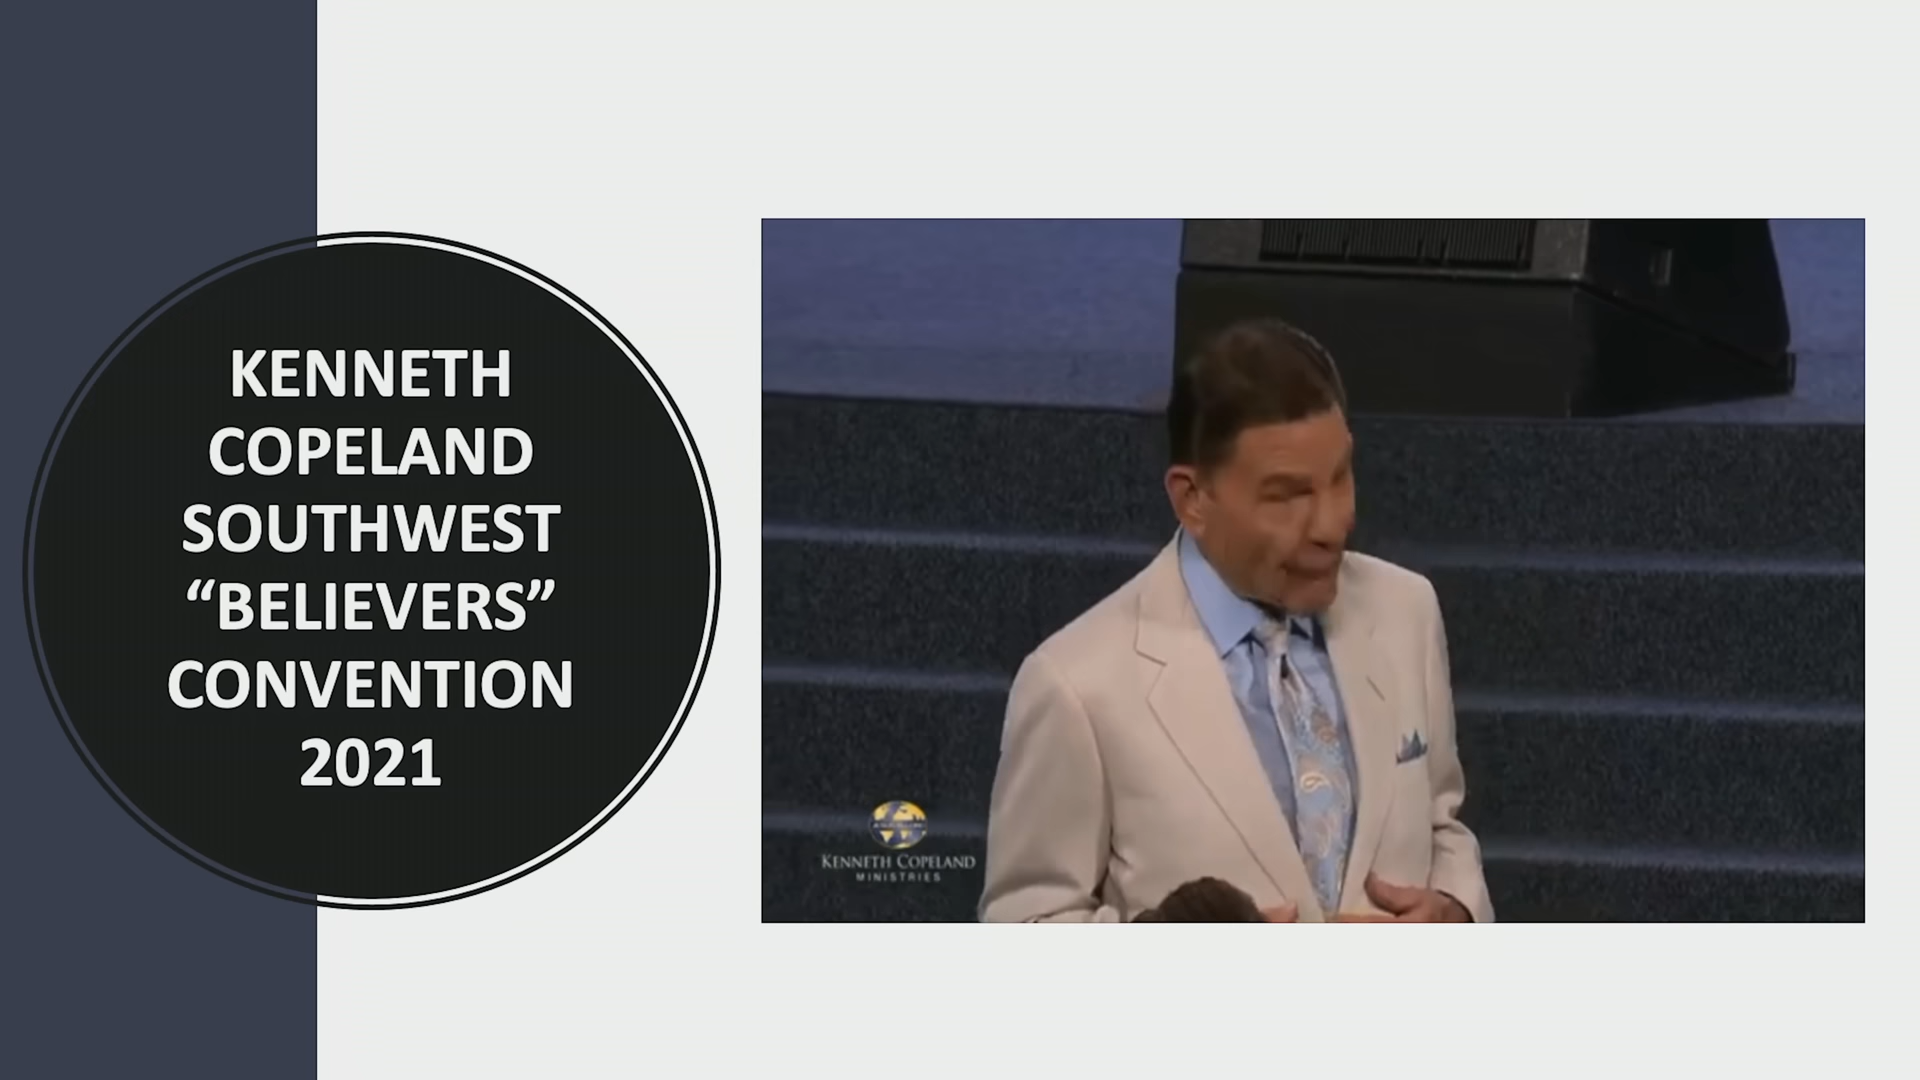 KENNETH
COPELAND
SOUTHWEST
“BELIEVERS”
CONVENTION
2021
KENNETH COPELAND
MINISTRIES